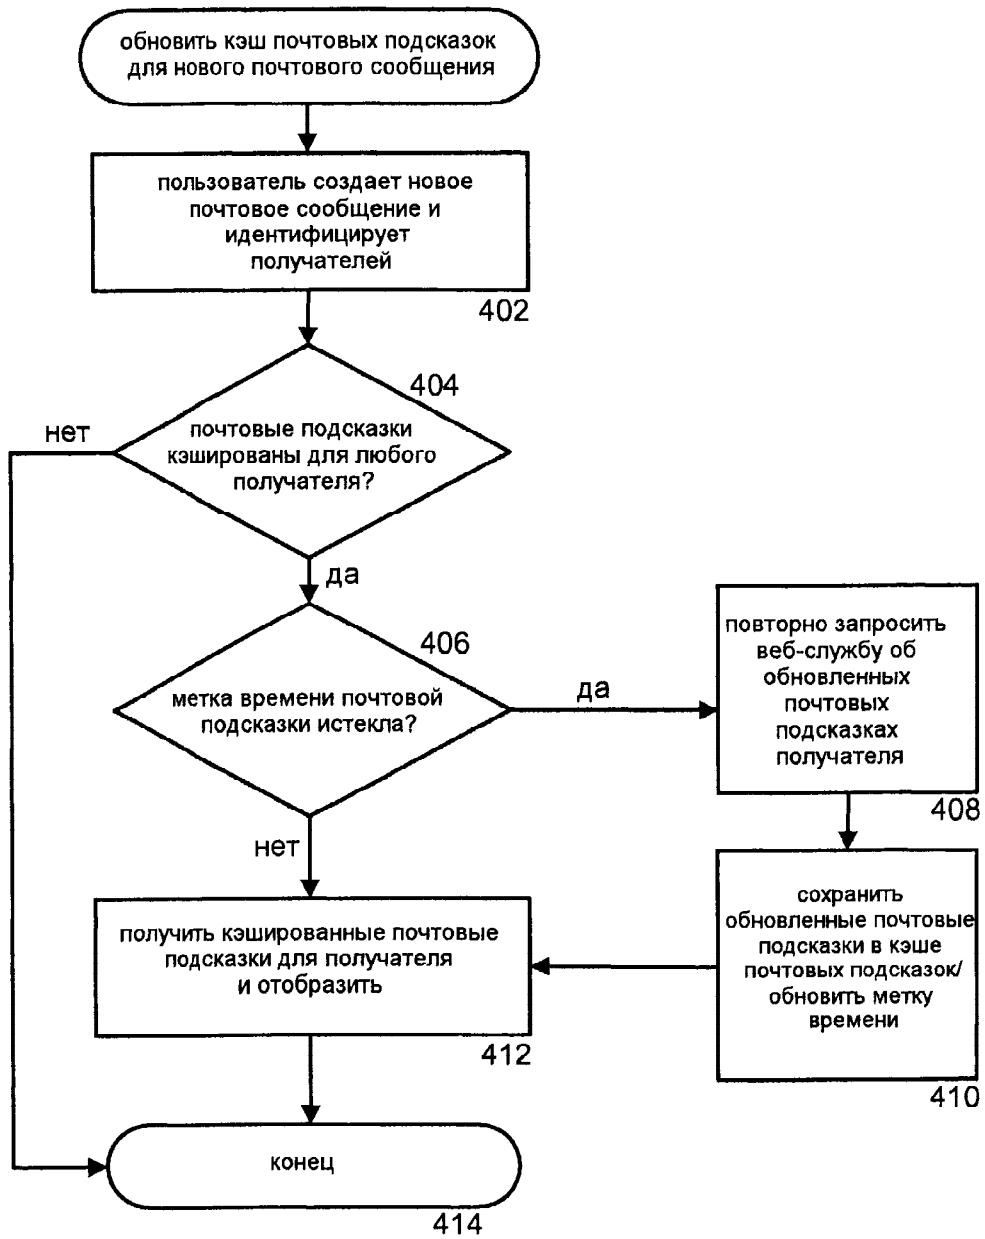 обновить кэш почтовых подсказок
для нового почтового сообщения
пользователь создает новое
почтовое сообщение и
идентифицирует
получателей
402
404
нет
почтовые подсказки
кэшированы для любого
получателя?
да
406
метка времени почтовой
подсказки истекла?
да
повторно запросить
веб-службу об
обновленных
почтовых
подсказках
получателя
408
нет
сохранить
обновленные почтовые
подсказки в кэше
почтовых подсказок/
обновить метку
времени
410
получить кэшированные почтовые
подсказки для получателя
и отобразить
412
конец
414